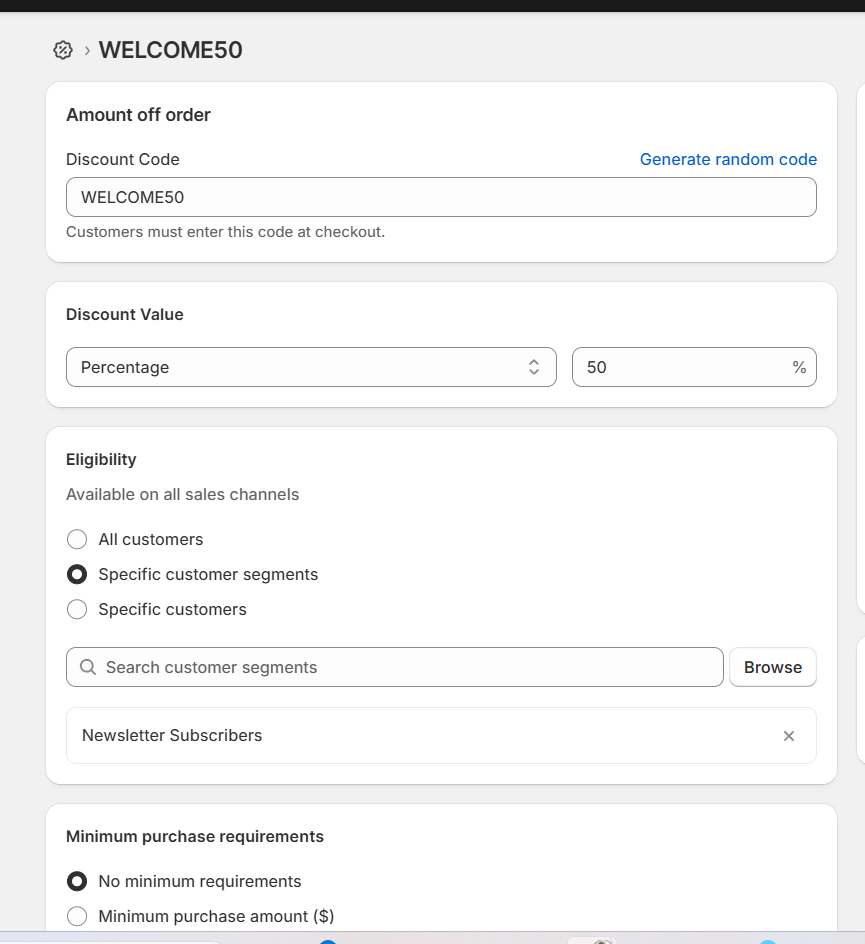 WELCOME50
Amount off order
Discount Code
Generate random code
WELCOME50
Customers must enter this code at checkout.
Discount Value
Percentage
50 %
Eligibility
Available on all sales channels
All customers
Specific customer segments
Specific customers
Search customer segments
Browse
Newsletter Subscribers
Minimum purchase requirements
No minimum requirements
Minimum purchase amount ($)